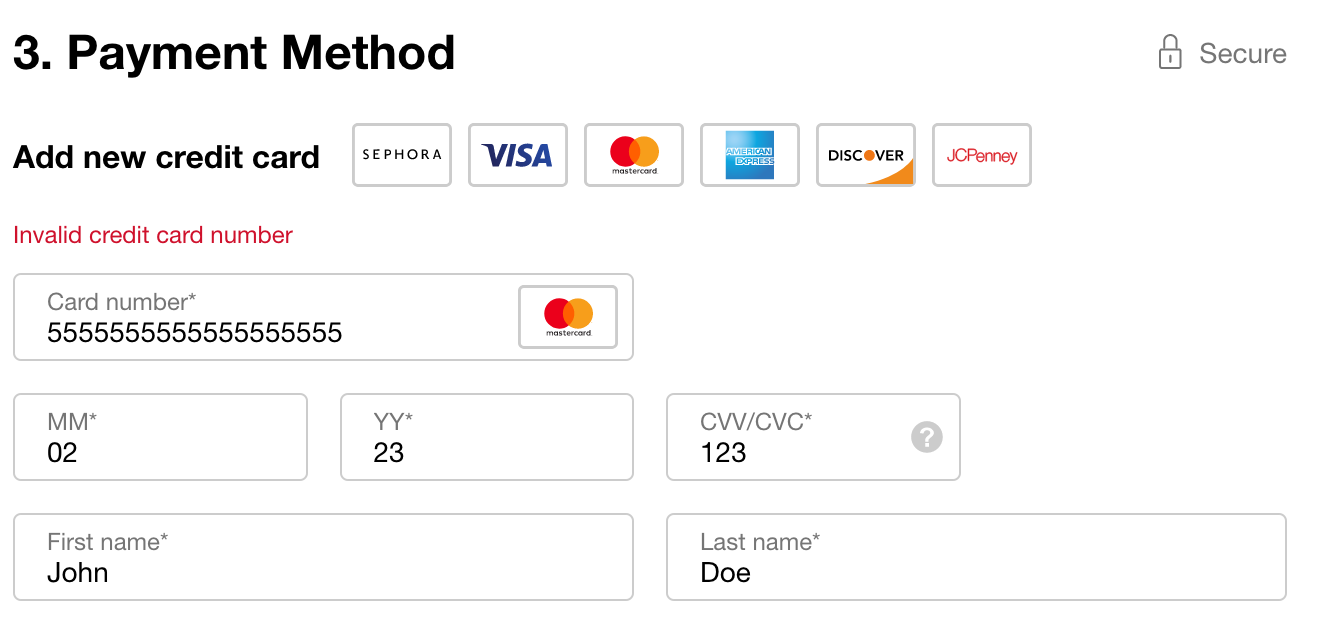 3. Payment Method
Secure
Add new credit card
SEPHORA
VISA
mastercard
AMERICAN
EXPRESS
DISCOVER
JCPenney
Invalid credit card number
Card number*
5555555555555555555
mastercard
MM*
02
YY*
23
CVV/CVC*
123
?
First name*
John
Last name*
Doe